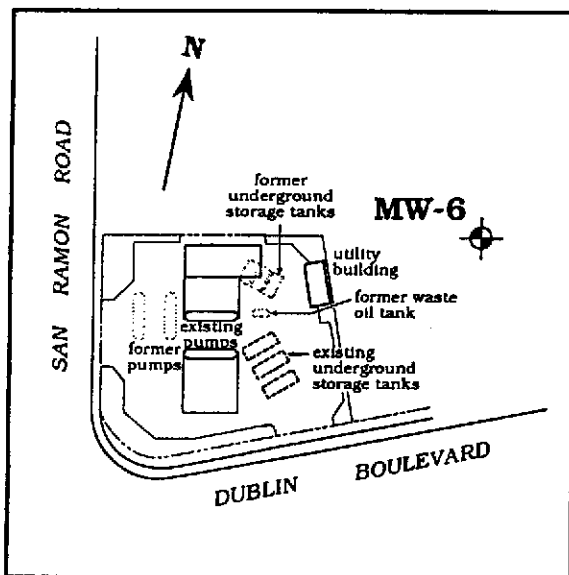 N
SAN RAMON ROAD
former
underground
storage tanks
MW-6
utility
building
former waste
oil tank
existing
pumps
former
pumps
existing
underground
storage tanks
DUBLIN BOULEVARD